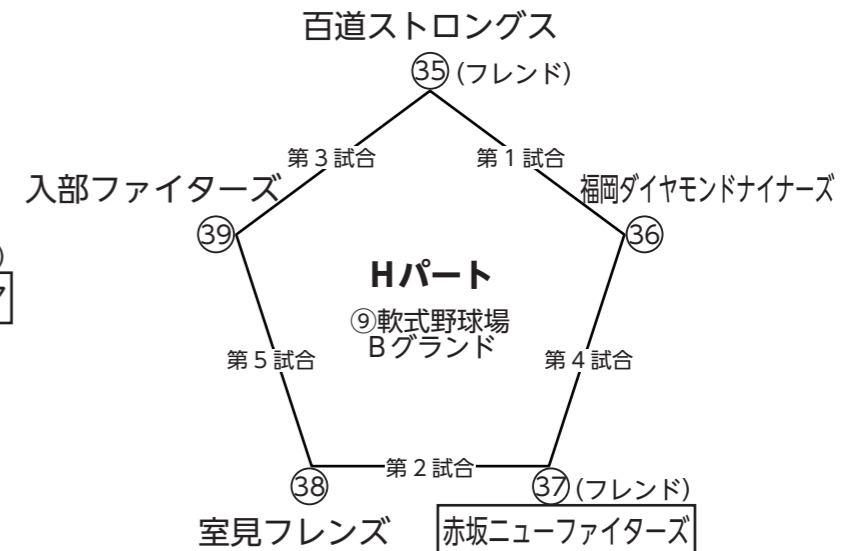 百道ストロングス
㉟(フレンド)
第3試合
第1試合
入部ファイターズ
福岡ダイヤモンドナイナーズ
㊴
㊱
Hパート
⑨軟式野球場
Bグランド
第5試合
第4試合
第2試合
㊳
㊲(フレンド)
室見フレンズ
赤坂ニューファイターズ